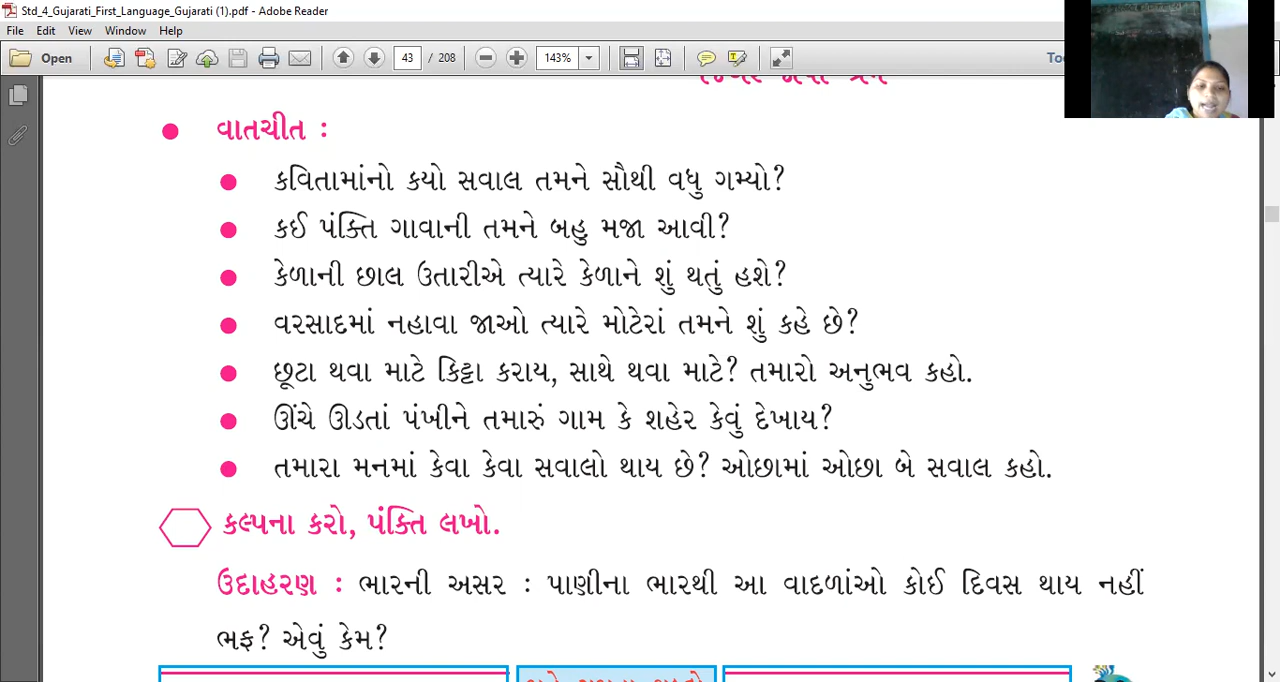 Std_4_Gujarati_First_Language_Gujarati (1).pdf - Adobe Reader
File Edit View Window Help
Open 43 / 208 143%
વાતચીત :
કવિતામાંનો કયો સવાલ તમને સૌથી વધુ ગમ્યો?
કઈ પંક્તિ ગાવાની તમને બહુ મજા આવી?
કેળાની છાલ ઉતારીએ ત્યારે કેળાને શું થતું હશે?
વરસાદમાં નહાવા જાઓ ત્યારે મોટેરાં તમને શું કહે છે?
છૂટા થવા માટે કિટ્ટા કરાય, સાથે થવા માટે? તમારો અનુભવ કહો.
ઊંચે ઊડતાં પંખીને તમારું ગામ કે શહેર કેવું દેખાય?
તમારા મનમાં કેવા કેવા સવાલો થાય છે? ઓછામાં ઓછા બે સવાલ કહો.
કલ્પના કરો, પંક્તિ લખો.
ઉદાહરણ : ભારની અસર : પાણીના ભારથી આ વાદળાંઓ કોઈ દિવસ થાય નહીં
ભફ? એવું કેમ?